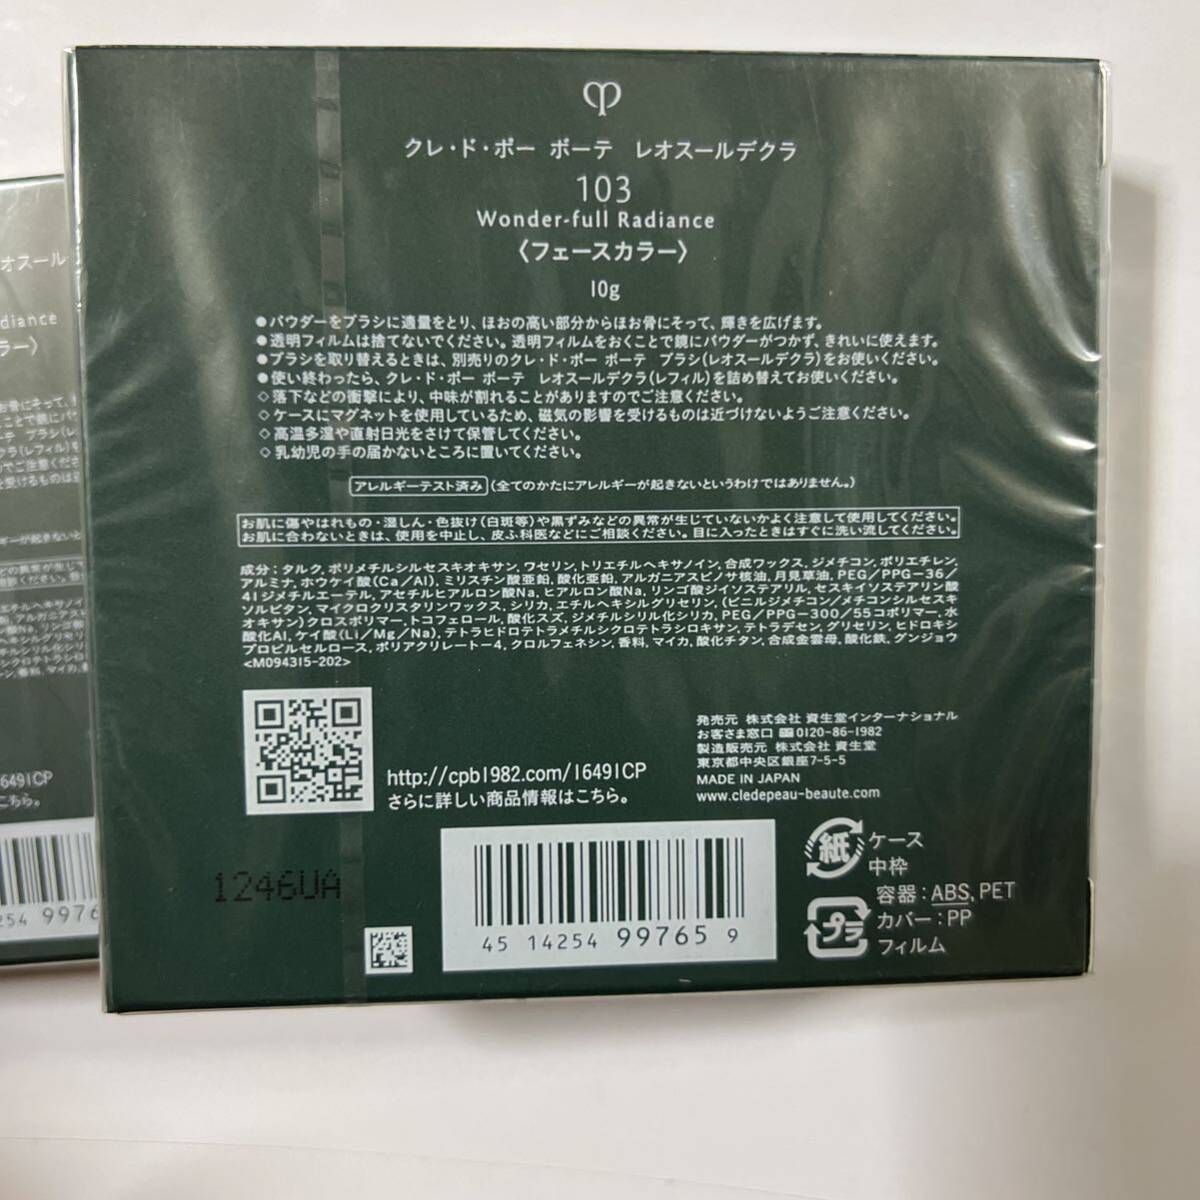 クレ・ド・ポー ボーテ レオスールデクラ
103
Wonder-full Radiance
〈フェースカラー〉
10g
●パウダーをブラシに適量をとり、ほおの高い部分からほお骨にそって、輝きを広げます。
●透明フィルムは捨てないでください。透明フィルムをおくことで鏡にパウダーがつかず、きれいに使えます。
●ブラシを取り替えるときは、別売りのクレ・ド・ポー ボーテ ブラシ(レオスールデクラ)をお使いください。
●使い終わったら、クレ・ド・ポー ボーテ レオスールデクラ(レフィル)を詰め替えてお使いください。
◇落下などの衝撃により、中味が割れることがありますのでご注意ください。
◇ケースにマグネットを使用しているため、磁気の影響を受けるものは近づけないようご注意ください。
◇高温多湿や直射日光をさけて保管してください。
◇乳幼児の手の届かないところに置いてください。
アレルギーテスト済み (全てのかたにアレルギーが起きないというわけではありません。)
お肌に傷やはれもの・湿しん・色抜け(白斑等)や黒ずみなどの異常が生じていないかよく注意して使用してください。
お肌に合わないときは、使用を中止し、皮ふ科医などにご相談ください。目に入ったときはすぐに洗い流してください。
成分：タルク、ポリメチルシルセスキオキサン、ワセリン、トリエチルヘキサノイン、合成ワックス、ジメチコン、ポリエチレン、
アルミナ、ホウケイ酸(Ca/Al)、ミリスチン酸亜鉛、酸化亜鉛、アルガニアスピノサ核油、月見草油、PEG/PPG-36/
41ジメチルエーテル、アセチルヒアルロン酸Na、ヒアルロン酸Na、リンゴ酸ジイソステアリル、セスキイソステアリン酸
ソルビタン、マイクロクリスタリンワックス、シリカ、エチルヘキシルグリセリン、(ビニルジメチコン/メチコンシルセスキ
オキサン)クロスポリマー、トコフェロール、酸化スズ、ジメチルシリル化シリカ、PEG/PPG-300/55コポリマー、水
酸化Al、ケイ酸(Li/Mg/Na)、テトラヒドロテトラメチルシクロテトラシロキサン、テトラデセン、グリセリン、ヒドロキシ
プロピルセルロース、ポリアクリレート-4、クロルフェネシン、香料、マイカ、酸化チタン、合成金雲母、酸化鉄、グンジョウ
<M094315-202>
http://cpb1982.com/16491CP
さらに詳しい商品情報はこちら。
発売元 株式会社 資生堂インターナショナル
お客さま窓口 0120-86-1982
製造販売元 株式会社 資生堂
東京都中央区銀座7-5-5
MADE IN JAPAN
www.cledepeau-beaute.com
1246UA
45 14254 99765 9
紙
ケース
中枠
プラ
容器：ABS, PET
カバー：PP
フィルム
オスール
diance
ラー〉
6491CP
こちら。
254 9976